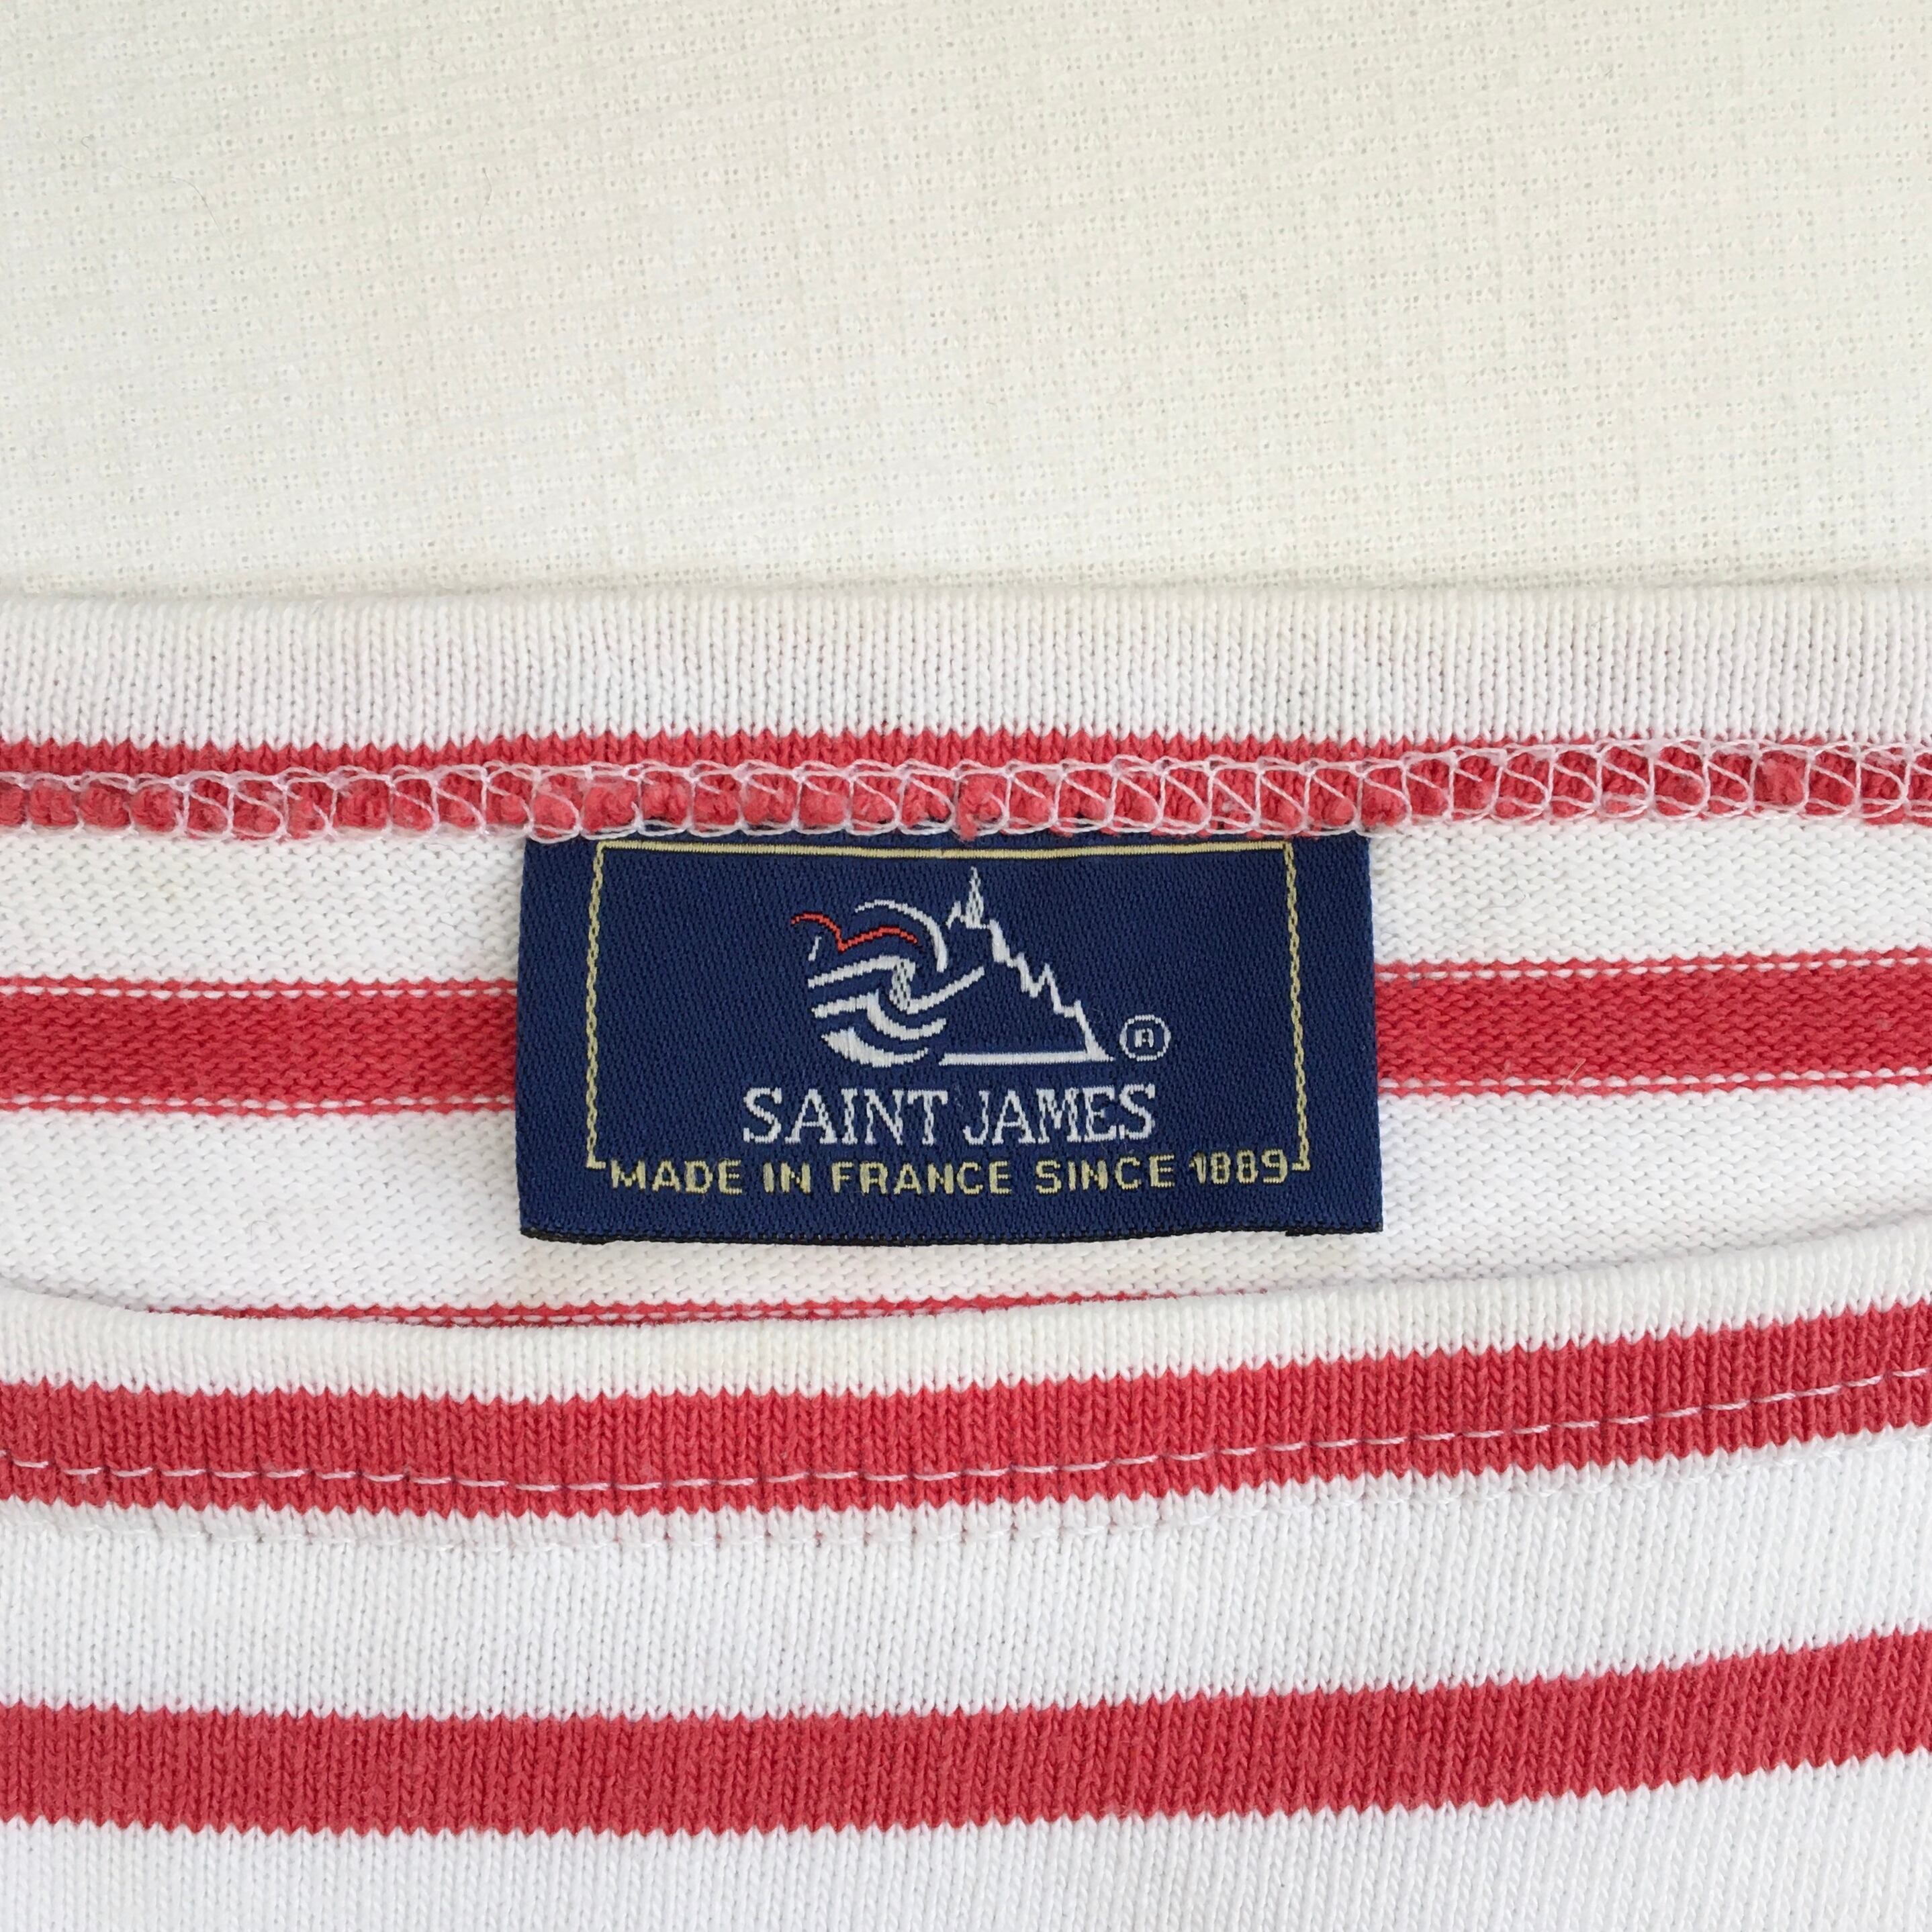 ®
SAINT JAMES
MADE IN FRANCE SINCE 1889